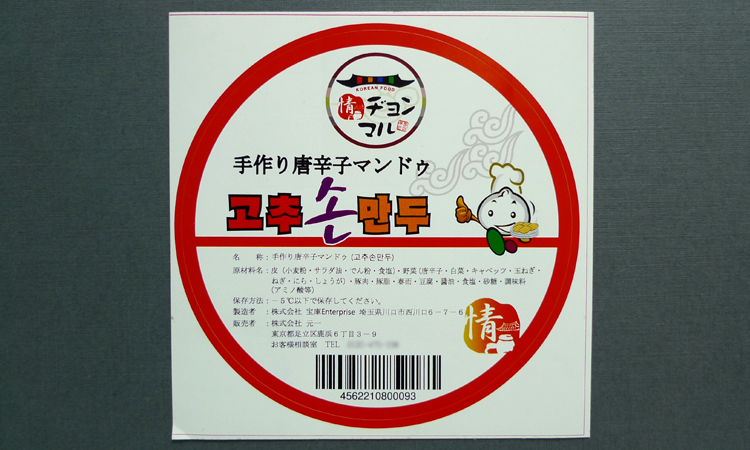 KOREAN FOOD
情 ヂョン
マル
手作り唐辛子マンドゥ
고추손만두
名 称：手作り唐辛子マンドゥ (고추손만두)
原材料名：皮（小麦粉・サラダ油・でん粉・食塩）・野菜（唐辛子・白菜・キャベッツ・玉ねぎ・
ねぎ・にら・しょうが）・豚肉・豚脂・春雨・豆腐・醤油・食塩・砂糖・調味料
（アミノ酸等）
保存方法：－５℃以下で保存してください。
製造者 ：株式会社 宝庫Enterprise 埼玉県川口市西川口６－７－６
販売者 ：株式会社 元一
東京都足立区鹿浜６丁目３－９
お客様相談室 TEL
情
4562210800093